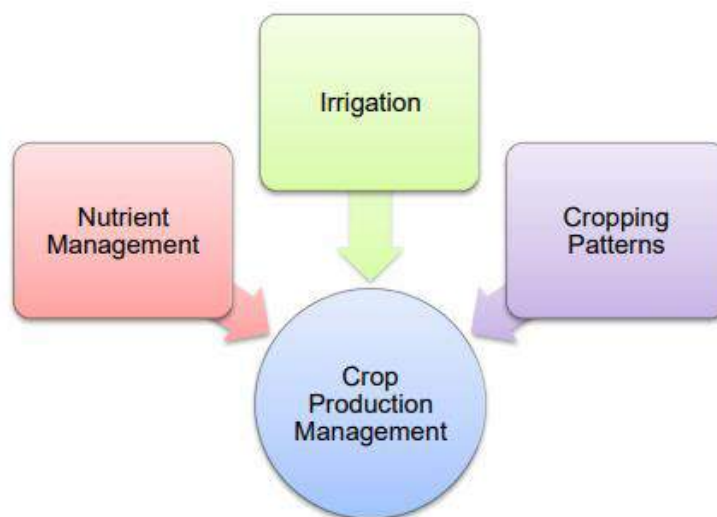 Irrigation
Nutrient
Management
Cropping
Patterns
Crop
Production
Management